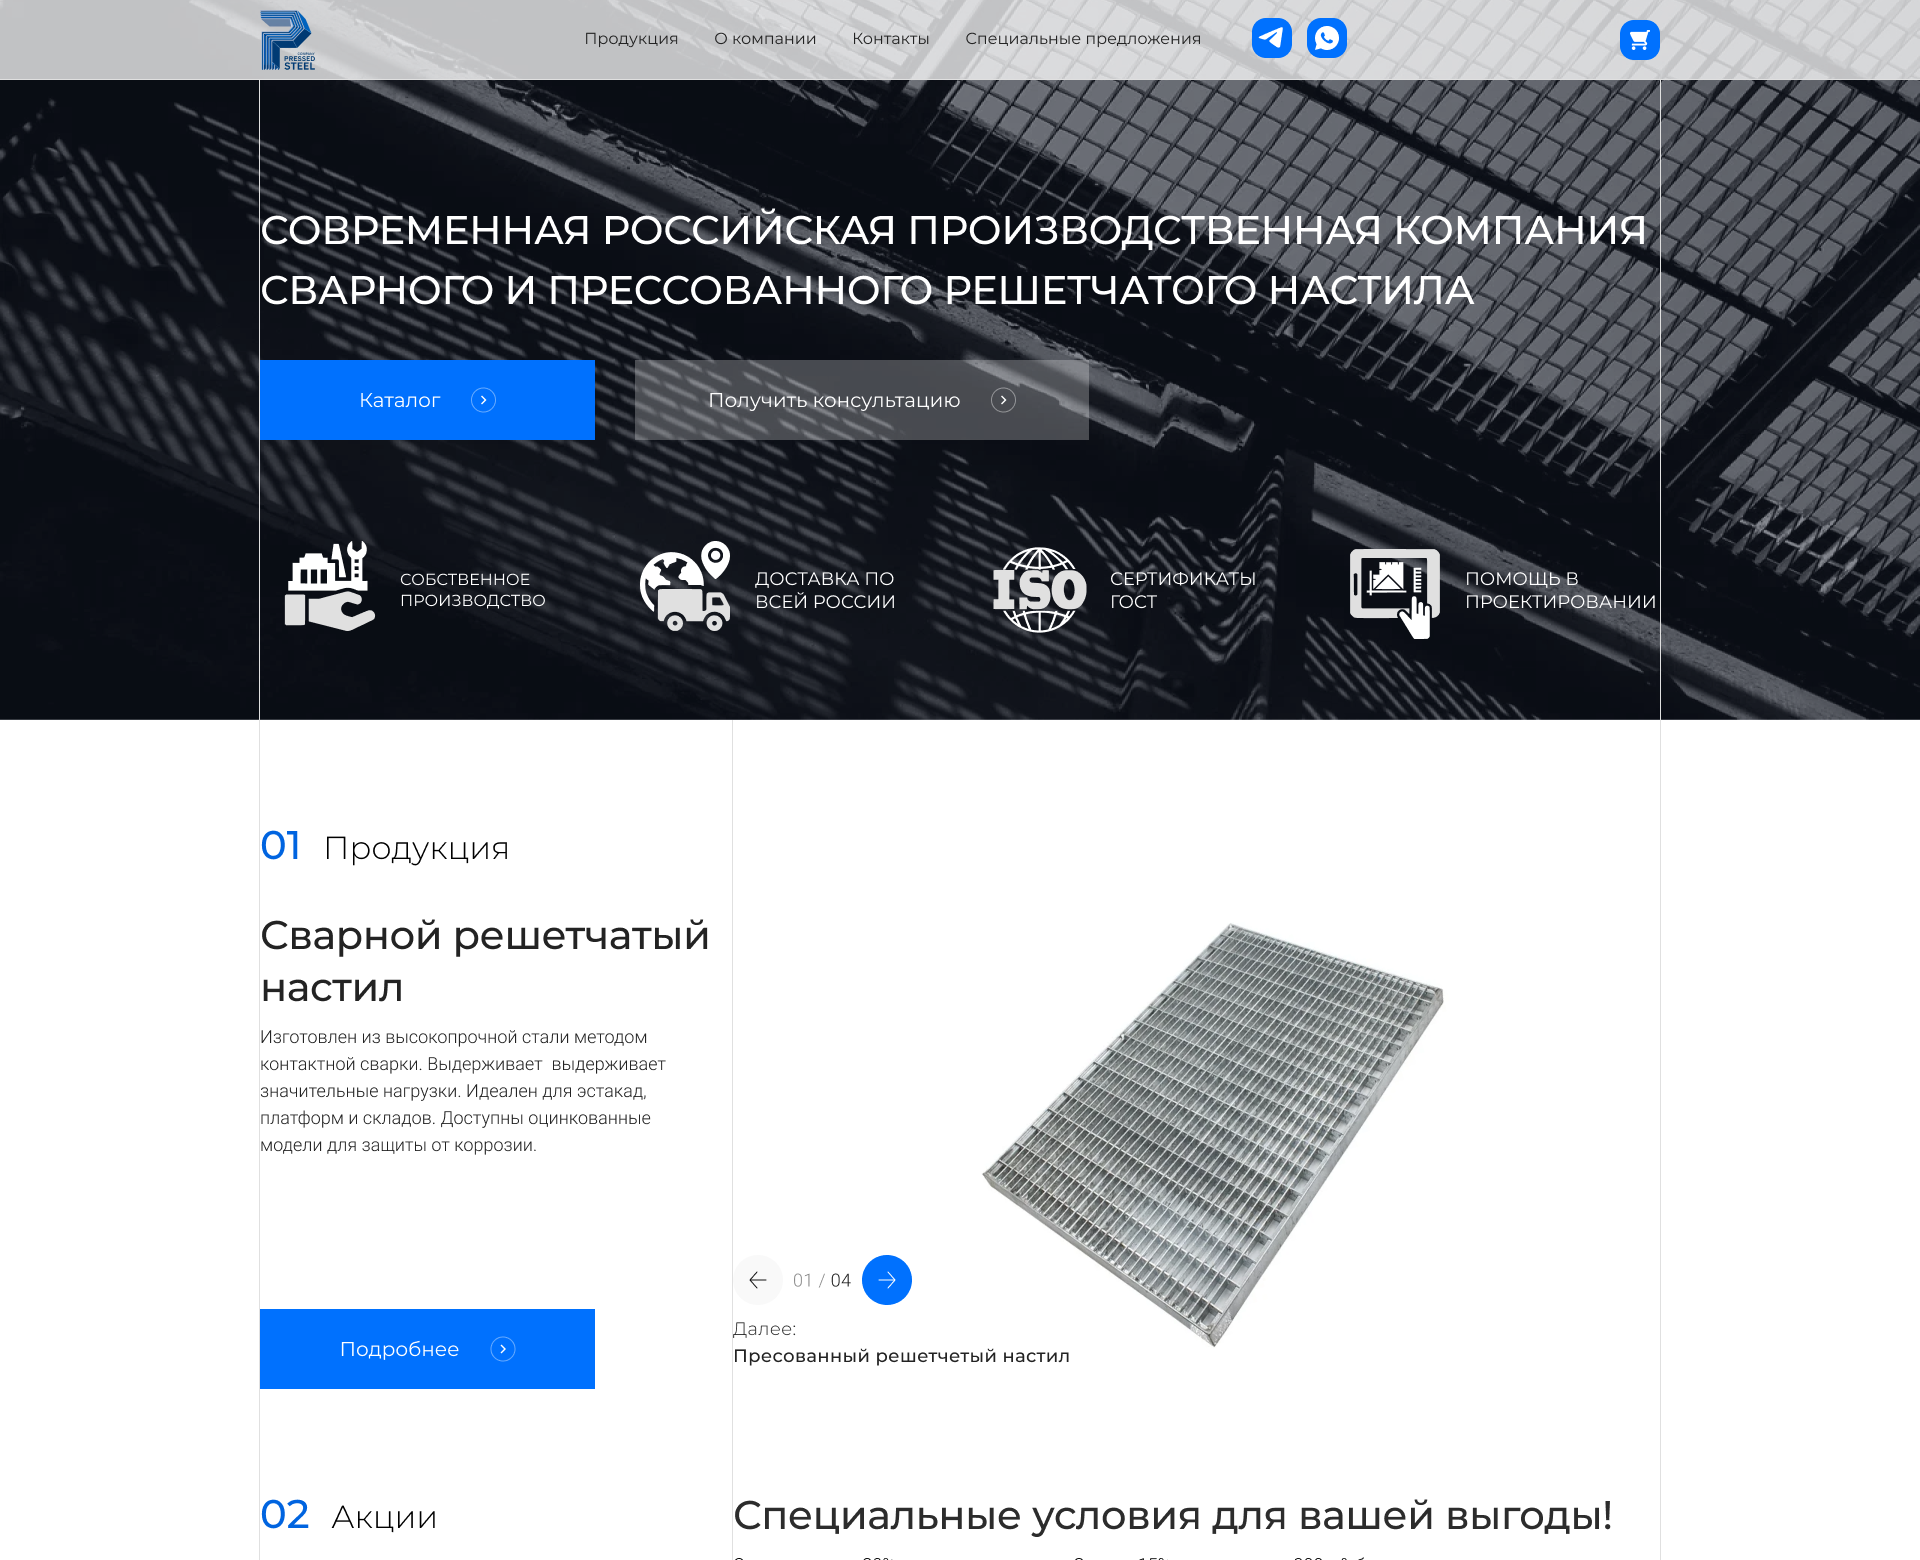 COMPANY
PRESSED
STEEL
Продукция
О компании
Контакты
Специальные предложения
СОВРЕМЕННАЯ РОССИЙСКАЯ ПРОИЗВОДСТВЕННАЯ КОМПАНИЯ
СВАРНОГО И ПРЕССОВАННОГО РЕШЕТЧАТОГО НАСТИЛА
Каталог
Получить консультацию
СОБСТВЕННОЕ
ПРОИЗВОДСТВО
ДОСТАВКА ПО
ВСЕЙ РОССИИ
ISO
СЕРТИФИКАТЫ
ГОСТ
ПОМОЩЬ В
ПРОЕКТИРОВАНИИ
01 Продукция
Сварной решетчатый
настил
Изготовлен из высокопрочной стали методом
контактной сварки. Выдерживает  выдерживает
значительные нагрузки. Идеален для эстакад,
платформ и складов. Доступны оцинкованные
модели для защиты от коррозии.
01 / 04
Далее:
Пресованный решетчетый настил
Подробнее
02 Акции
Специальные условия для вашей выгоды!